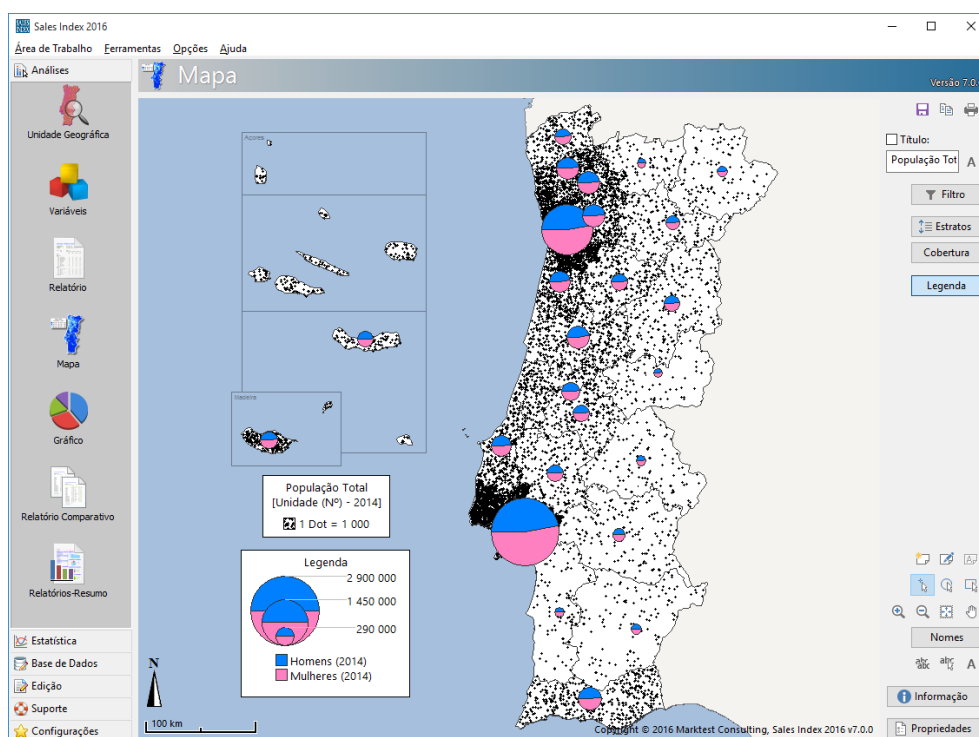 Sales Index 2016
Área de Trabalho Ferramentas Opções Ajuda
Análises
Mapa
Versão 7.0.
Unidade Geográfica
Variáveis
Relatório
Mapa
Gráfico
Relatório Comparativo
Relatórios-Resumo
Estatística
Base de Dados
Edição
Suporte
Configurações
Açores
Madeira
População Total
[Unidade (Nº) - 2014]
1 Dot = 1 000
Legenda
2 900 000
1 450 000
290 000
Homens (2014)
Mulheres (2014)
N
100 km
Copyright © 2016 Marktest Consulting, Sales Index 2016 v7.0.0
Título:
População Tot
A
Filtro
Estratos
Cobertura
Legenda
Nomes
abc
abc
abc
A
Informação
Propriedades